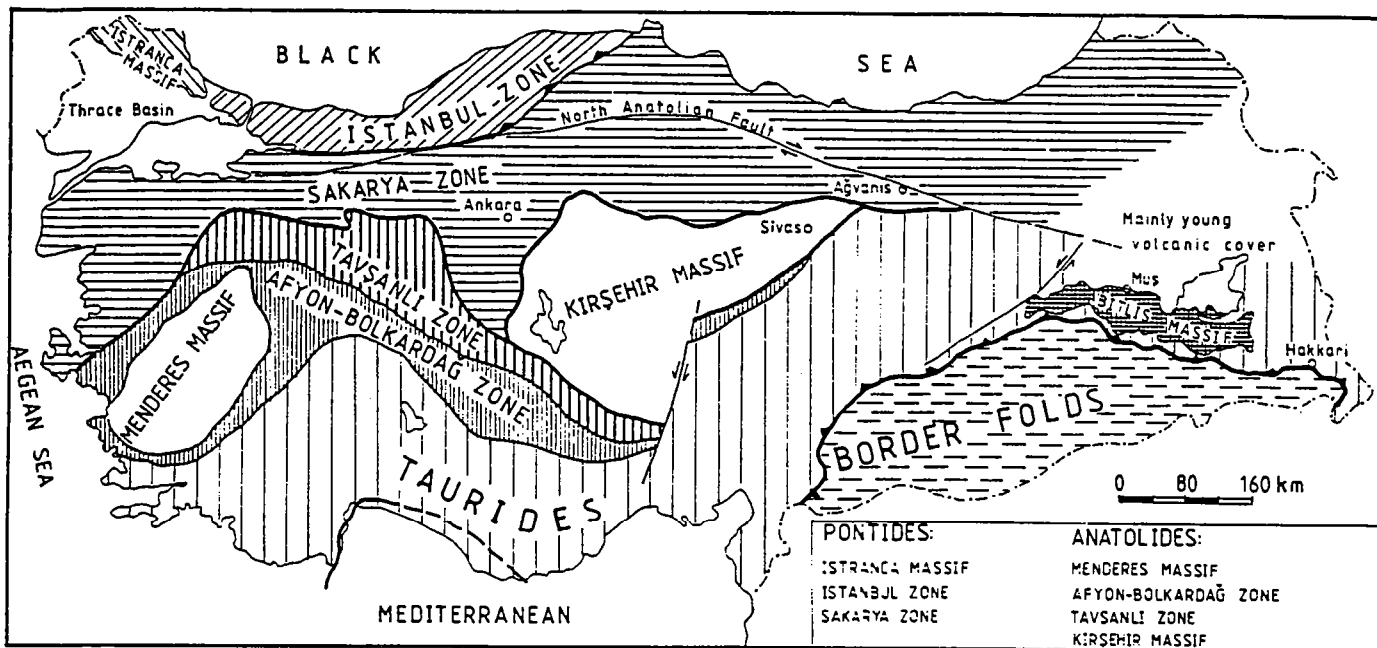 BLACK SEA
ISTRANCA
MASSIF
Thrace Basin
İSTANBUL-ZONE
North Anatolian Fault
SAKARYA ZONE
Ankara
Ağvanis
Sivas
Mainly young
volcanic cover
TAVSANLI ZONE
KIRŞEHIR MASSIF
Muş
BITLIS
MASSIF
AFYON-BOLKARDAĞ ZONE
MENDERES MASSIF
Hakkari
AEGEAN SEA
BORDER FOLDS
TAURIDES
0 80 160 km
MEDITERRANEAN
PONTIDES:
ISTRANCA MASSIF
ISTANBUL ZONE
SAKARYA ZONE
ANATOLIDES:
MENDERES MASSIF
AFYON-BOLKARDAĞ ZONE
TAVSANLI ZONE
KIRŞEHIR MASSIF